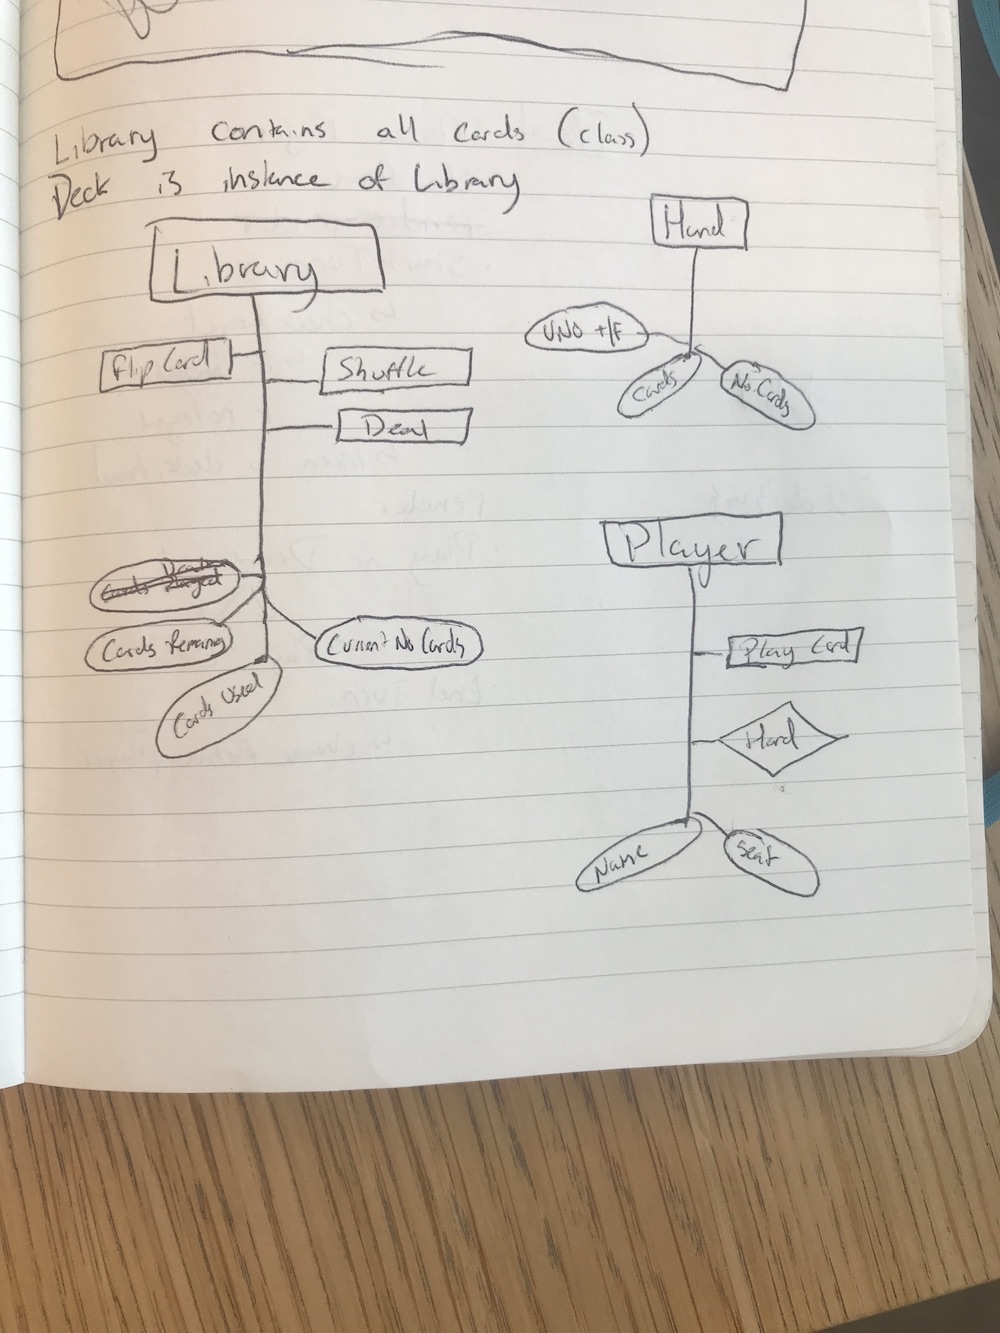 Library contains all cards (class)
Deck is instance of Library
Library
Flip Card
Shuffle
Deal
Cards Played
Cards Remaining
Current No Cards
Cards Used
Hand
UNO +/F
Cards
No. Cards
Player
Play Card
Hand
Name
Seat